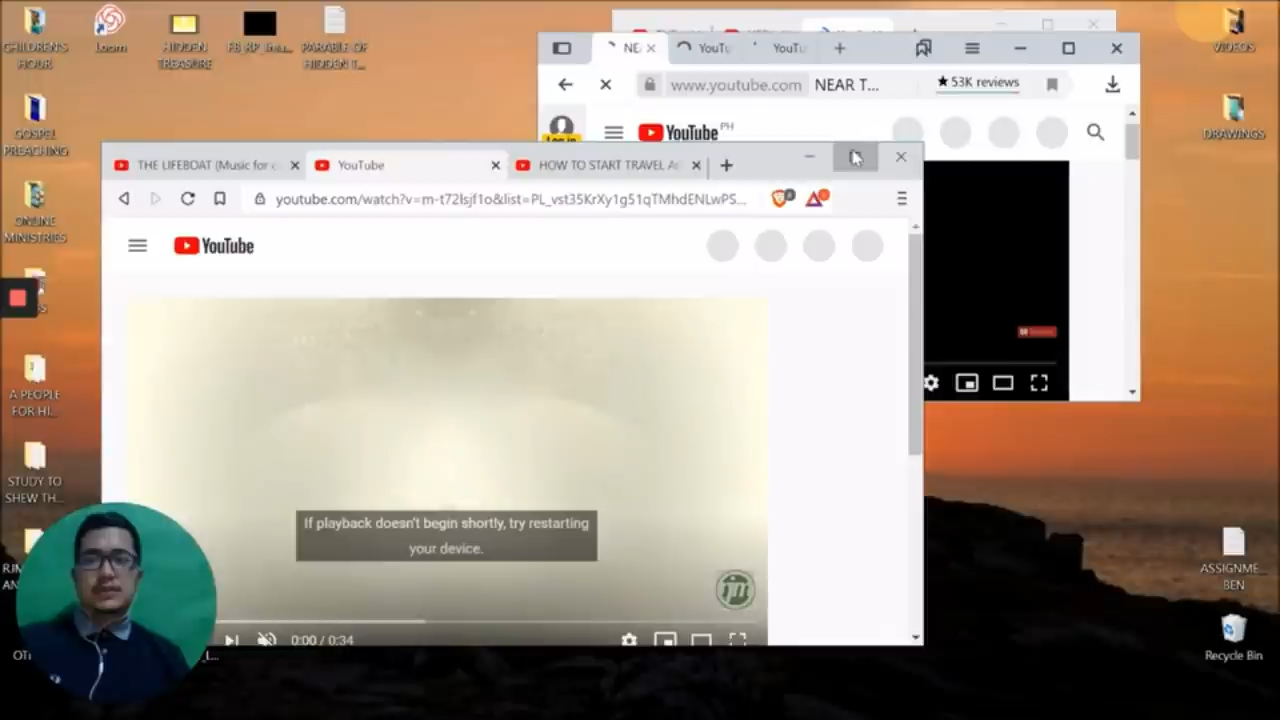 CHILDREN'S
HOUR
Loom
HIDDEN
TREASURE
PARABLE OF
HIDDEN T...
VIDEOS
GOSPEL
PREACHING
DRAWINGS
ONLINE
MINISTRIES
A PEOPLE
FOR HI...
STUDY TO
SHEW TH...
ASSIGNME...
BEN
Recycle Bin
NE
YouTu
YouTu
www.youtube.com NEAR T... ★ 53K reviews
Log in
YouTube PH
THE LIFEBOAT (Music for c
YouTube
HOW TO START TRAVEL A
youtube.com/watch?v=m-t72lsjf1o&list=PL_vst35KrXy1g51qTMhdENLwPS...
YouTube
If playback doesn't begin shortly, try restarting
your device.
0:00 / 0:34